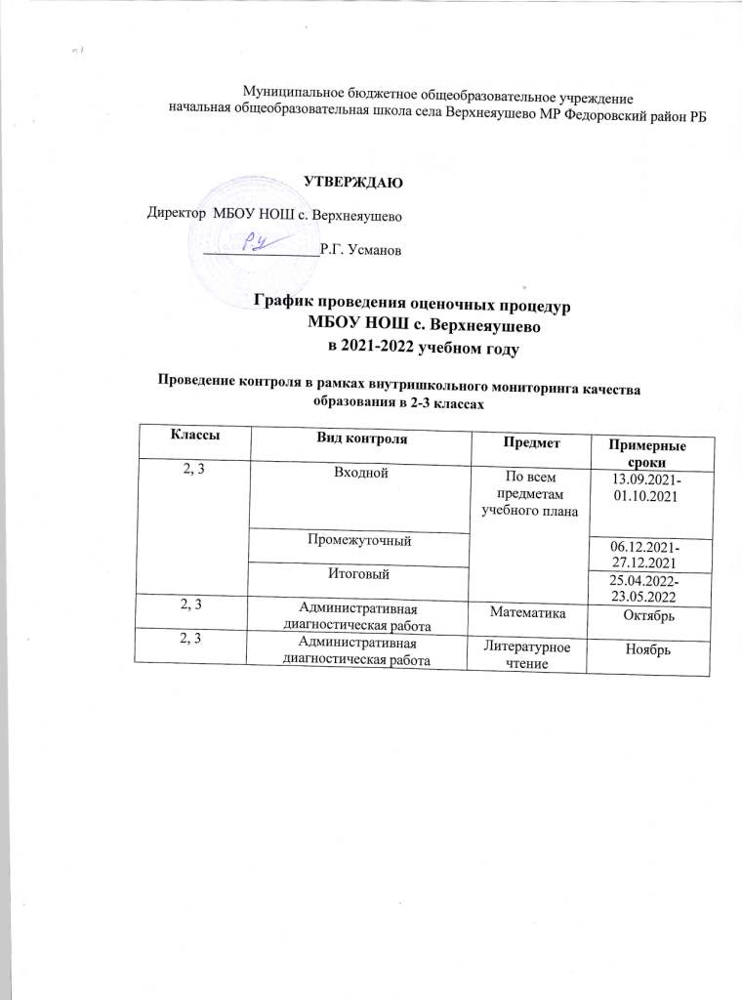 Муниципальное бюджетное общеобразовательное учреждение
начальная общеобразовательная школа села Верхнеяушево МР Федоровский район РБ
УТВЕРЖДАЮ
Директор МБОУ НОШ с. Верхнеяушево
Р.У
Р.Г. Усманов
График проведения оценочных процедур
МБОУ НОШ с. Верхнеяушево
в 2021-2022 учебном году
Проведение контроля в рамках внутришкольного мониторинга качества
образования в 2-3 классах
Классы Вид контроля Предмет Примерные
сроки
2, 3 Входной По всем 13.09.2021-
предметам 01.10.2021
учебного плана
Промежуточный 06.12.2021-
27.12.2021
Итоговый 25.04.2022-
23.05.2022
2, 3 Административная Математика Октябрь
диагностическая работа
2, 3 Административная Литературное Ноябрь
диагностическая работа чтение